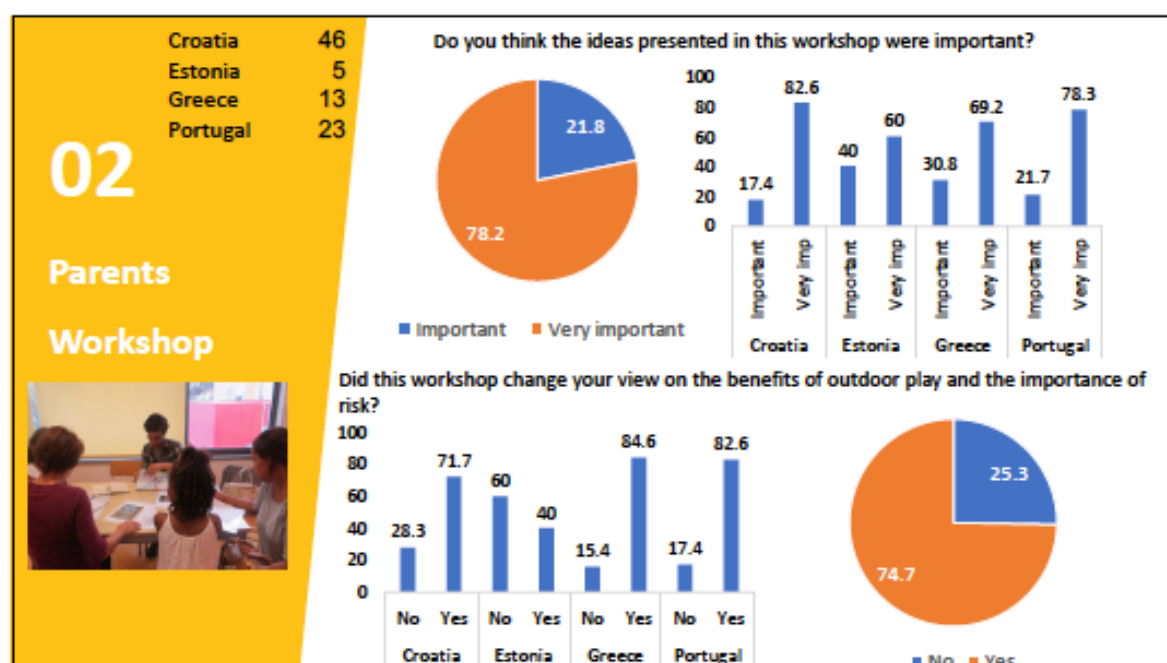 Croatia 46
Estonia 5
Greece 13
Portugal 23
02
Parents
Workshop
Do you think the ideas presented in this workshop were important?
21.8
78.2
Important Very important
100
80
60
40
20
0
17.4 82.6 40 60 30.8 69.2 21.7 78.3
Important Very imp Important Very imp Important Very imp Important Very imp
Croatia Estonia Greece Portugal
Did this workshop change your view on the benefits of outdoor play and the importance of
risk?
100
80
60
40
20
0
28.3 71.7 60 40 15.4 84.6 17.4 82.6
No Yes No Yes No Yes No Yes
Croatia Estonia Greece Portugal
25.3
74.7
No Yes